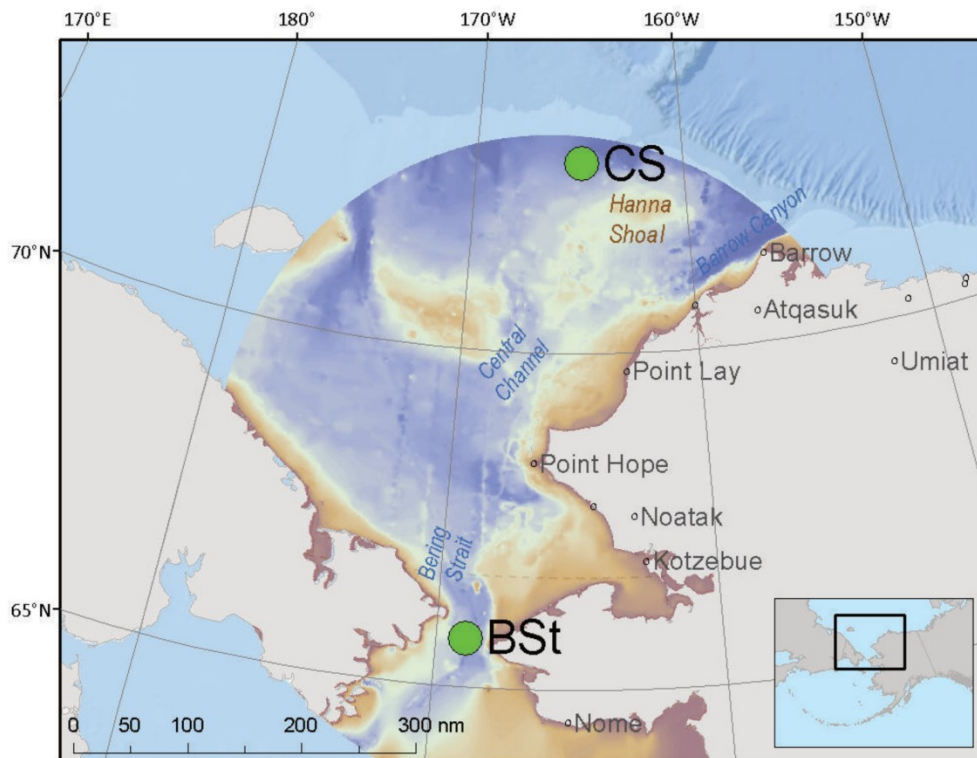 170°E
180°
170°W
160°W
150°W
CS
Hanna
Shoal
Barrow Canyon
Barrow
70°N
Atqasuk
Central
Channel
Umiat
Point Lay
Point Hope
Noatak
Bering
Strait
Kotzebue
65°N
BSt
Nome
0 50 100 200 300 nm